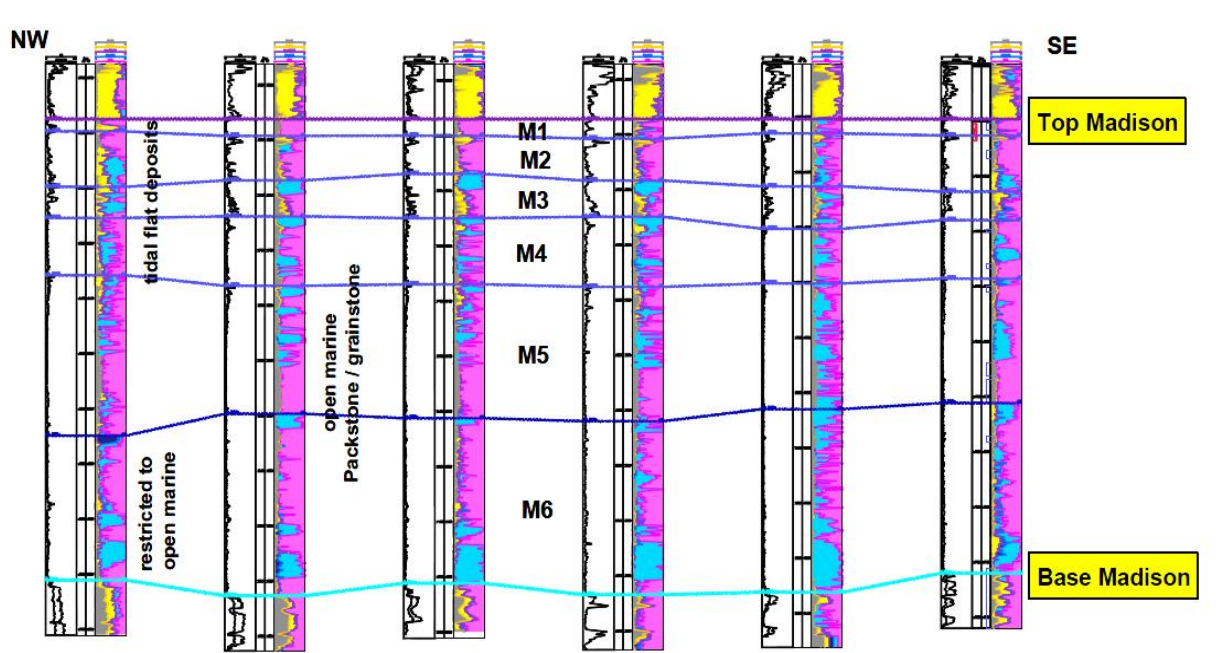 NW
SE
Top Madison
M1
M2
M3
M4
M5
M6
tidal flat deposits
open marine
Packstone / grainstone
restricted to
open marine
Base Madison